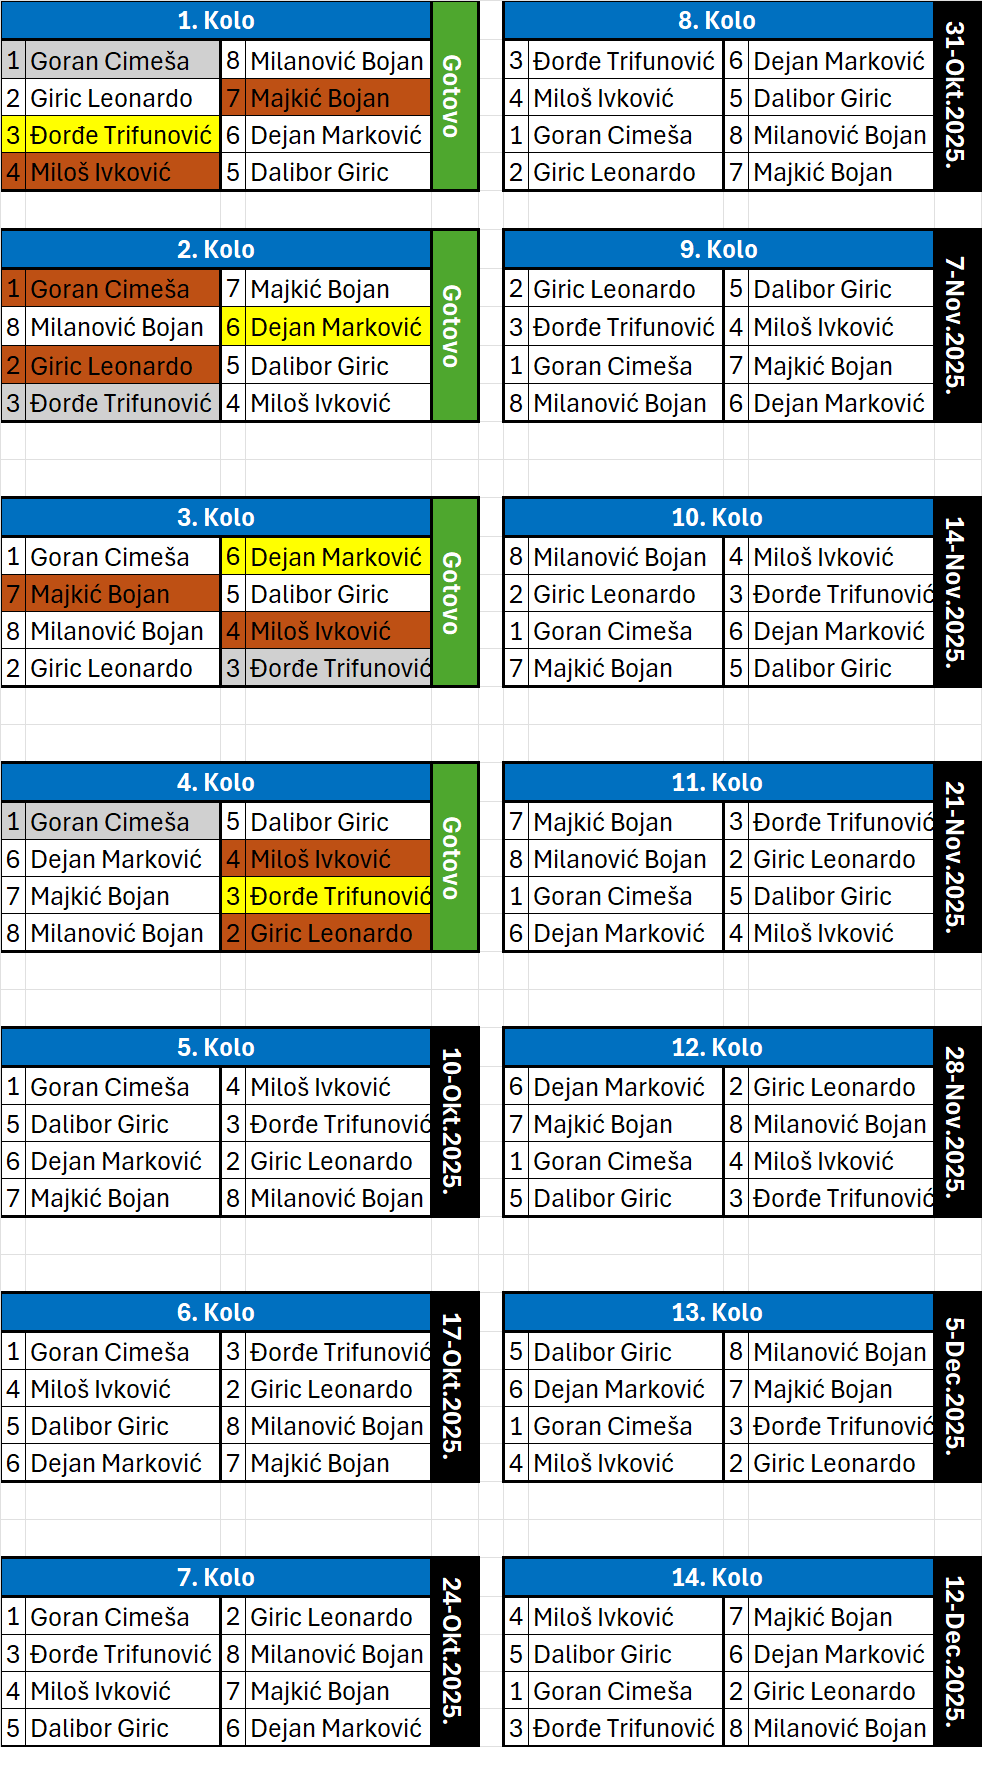 1. Kolo
1 Goran Cimeša 8 Milanović Bojan
2 Giric Leonardo 7 Majkić Bojan
3 Đorđe Trifunović 6 Dejan Marković
4 Miloš Ivković 5 Dalibor Giric
Gotovo
2. Kolo
1 Goran Cimeša 7 Majkić Bojan
8 Milanović Bojan 6 Dejan Marković
2 Giric Leonardo 5 Dalibor Giric
3 Đorđe Trifunović 4 Miloš Ivković
Gotovo
3. Kolo
1 Goran Cimeša 6 Dejan Marković
7 Majkić Bojan 5 Dalibor Giric
8 Milanović Bojan 4 Miloš Ivković
2 Giric Leonardo 3 Đorđe Trifunović
Gotovo
4. Kolo
1 Goran Cimeša 5 Dalibor Giric
6 Dejan Marković 4 Miloš Ivković
7 Majkić Bojan 3 Đorđe Trifunović
8 Milanović Bojan 2 Giric Leonardo
Gotovo
5. Kolo
1 Goran Cimeša 4 Miloš Ivković
5 Dalibor Giric 3 Đorđe Trifunović
6 Dejan Marković 2 Giric Leonardo
7 Majkić Bojan 8 Milanović Bojan
10-Okt.2025.
6. Kolo
1 Goran Cimeša 3 Đorđe Trifunović
4 Miloš Ivković 2 Giric Leonardo
5 Dalibor Giric 8 Milanović Bojan
6 Dejan Marković 7 Majkić Bojan
17-Okt.2025.
7. Kolo
1 Goran Cimeša 2 Giric Leonardo
3 Đorđe Trifunović 8 Milanović Bojan
4 Miloš Ivković 7 Majkić Bojan
5 Dalibor Giric 6 Dejan Marković
24-Okt.2025.
8. Kolo
3 Đorđe Trifunović 6 Dejan Marković
4 Miloš Ivković 5 Dalibor Giric
1 Goran Cimeša 8 Milanović Bojan
2 Giric Leonardo 7 Majkić Bojan
31-Okt.2025.
9. Kolo
2 Giric Leonardo 5 Dalibor Giric
3 Đorđe Trifunović 4 Miloš Ivković
1 Goran Cimeša 7 Majkić Bojan
8 Milanović Bojan 6 Dejan Marković
7-Nov.2025.
10. Kolo
8 Milanović Bojan 4 Miloš Ivković
2 Giric Leonardo 3 Đorđe Trifunović
1 Goran Cimeša 6 Dejan Marković
7 Majkić Bojan 5 Dalibor Giric
14-Nov.2025.
11. Kolo
7 Majkić Bojan 3 Đorđe Trifunović
8 Milanović Bojan 2 Giric Leonardo
1 Goran Cimeša 5 Dalibor Giric
6 Dejan Marković 4 Miloš Ivković
21-Nov.2025.
12. Kolo
6 Dejan Marković 2 Giric Leonardo
7 Majkić Bojan 8 Milanović Bojan
1 Goran Cimeša 4 Miloš Ivković
5 Dalibor Giric 3 Đorđe Trifunović
28-Nov.2025.
13. Kolo
5 Dalibor Giric 8 Milanović Bojan
6 Dejan Marković 7 Majkić Bojan
1 Goran Cimeša 3 Đorđe Trifunović
4 Miloš Ivković 2 Giric Leonardo
5-Dec.2025.
14. Kolo
4 Miloš Ivković 7 Majkić Bojan
5 Dalibor Giric 6 Dejan Marković
1 Goran Cimeša 2 Giric Leonardo
3 Đorđe Trifunović 8 Milanović Bojan
12-Dec.2025.